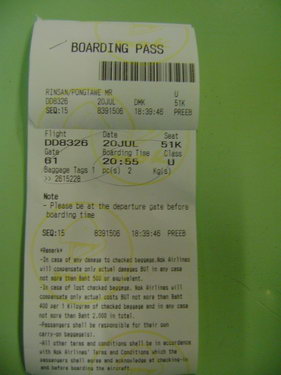 BOARDING PASS
RINSAN/PONGTAWE MR U
DD8326 20JUL DMK 51K
SEQ:15 8391506 18:39:46 PREEB
Flight Date Seat
DD8326 20JUL 51K
Gate Boarding Time Class
61 20:55 U
Baggage Tags 1 pc(s) 2 Kg(s)
>> 2615228
Note
- Please be at the departure gate before
boarding time
SEQ:15 8391506 18:39:46 PREEB
*Remark*
-In case of any damage to checked baggage,Nok Airlines
will compensate only actual damages BUT in any case
not more than Baht 500 or equivalent.
-In case of lost checked baggage, Nok Airlines will
compensate only actual costs BUT not more than Baht
400 per 1 Kilogram of checked baggage and in any case
not more than Baht 2,000 in total.
-Passengers shall be responsible for their own
carry-on baggage(s).
-All other terms and conditions shall be in accordance
with Nok Airlines' Terms and Conditions which the
passengers shall agree and acknowledge at checking-in
and before boarding the aircraft.